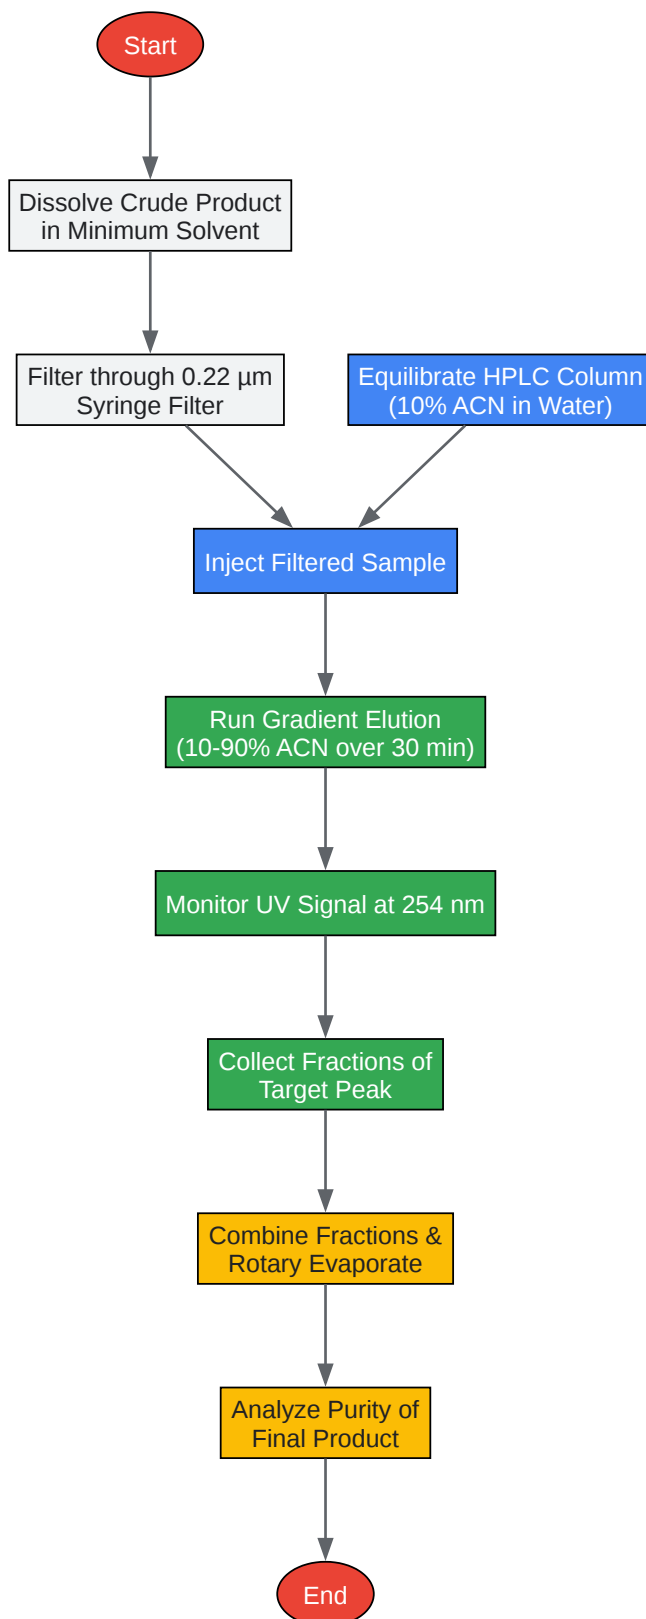 Start
Dissolve Crude Product
in Minimum Solvent
Filter through 0.22 µm
Syringe Filter
Equilibrate HPLC Column
(10% ACN in Water)
Inject Filtered Sample
Run Gradient Elution
(10-90% ACN over 30 min)
Monitor UV Signal at 254 nm
Collect Fractions of
Target Peak
Combine Fractions &
Rotary Evaporate
Analyze Purity of
Final Product
End